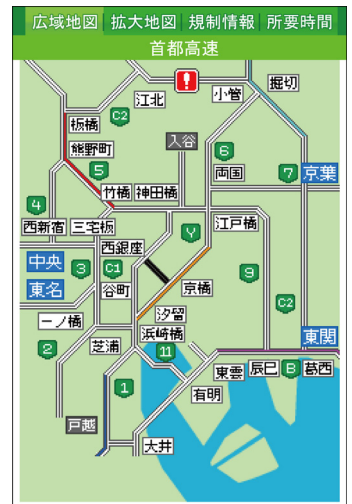 広域地図 拡大地図 規制情報 所要時間
首都高速
掘切
江北
小菅
C2
板橋
入谷
熊野町
6
5
両国
7
京葉
竹橋
神田橋
4
西新宿
三宅板
江戸橋
Y
西銀座
中央
3
C1
9
東名
谷町
京橋
C2
汐留
一ノ橋
浜崎橋
東関
芝浦
2
11
東雲
辰巳
B
葛西
1
有明
戸越
大井